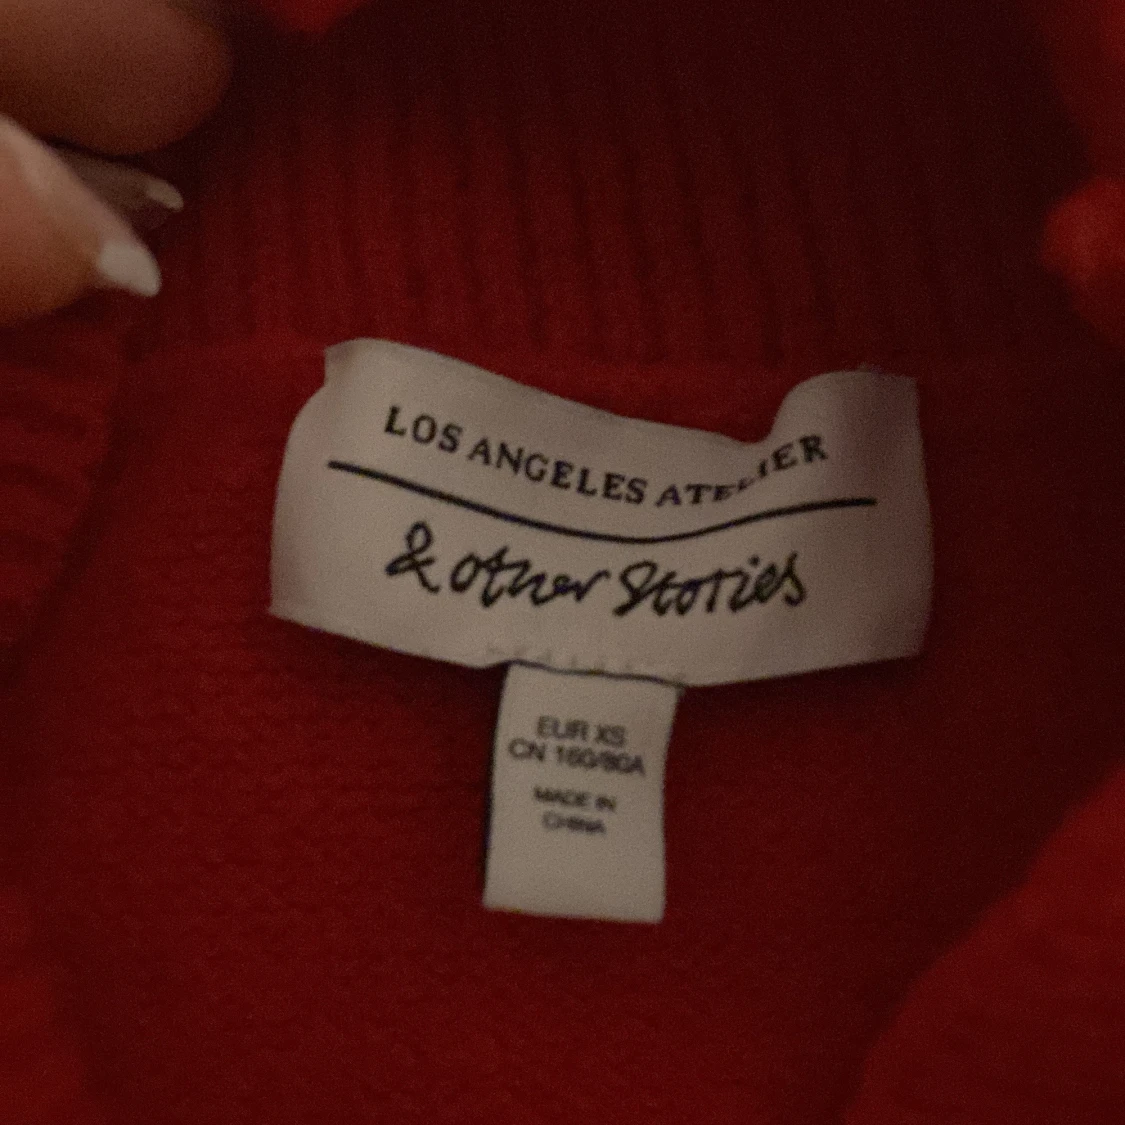 LOS ANGELES ATELIER
& other Stories
EUR XS
CN 160/80A
MADE IN
CHINA